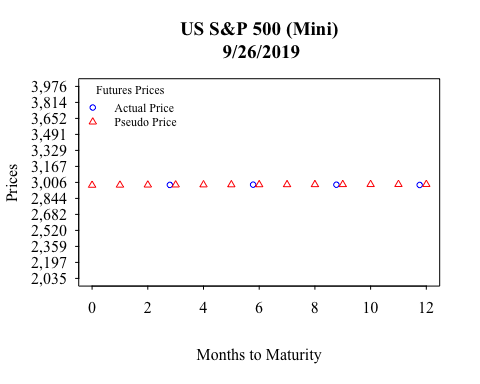 US S&P 500 (Mini)
9/26/2019
Futures Prices
Actual Price
Pseudo Price
Prices
3,976
3,814
3,652
3,491
3,329
3,167
3,006
2,844
2,682
2,520
2,359
2,197
2,035
0 2 4 6 8 10 12
Months to Maturity